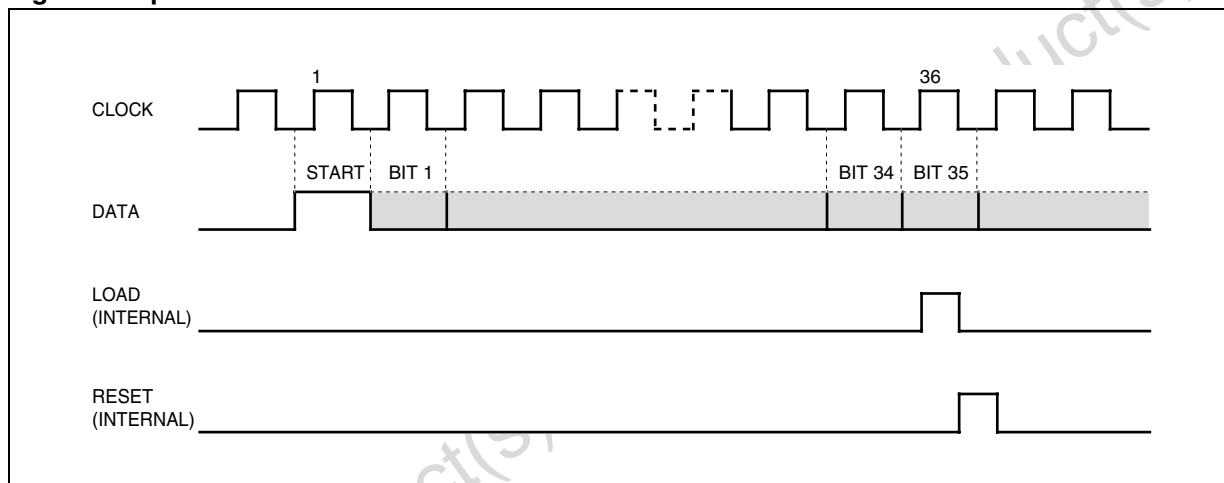 1
36
CLOCK
START BIT 1 BIT 34 BIT 35
DATA
LOAD
(INTERNAL)
RESET
(INTERNAL)